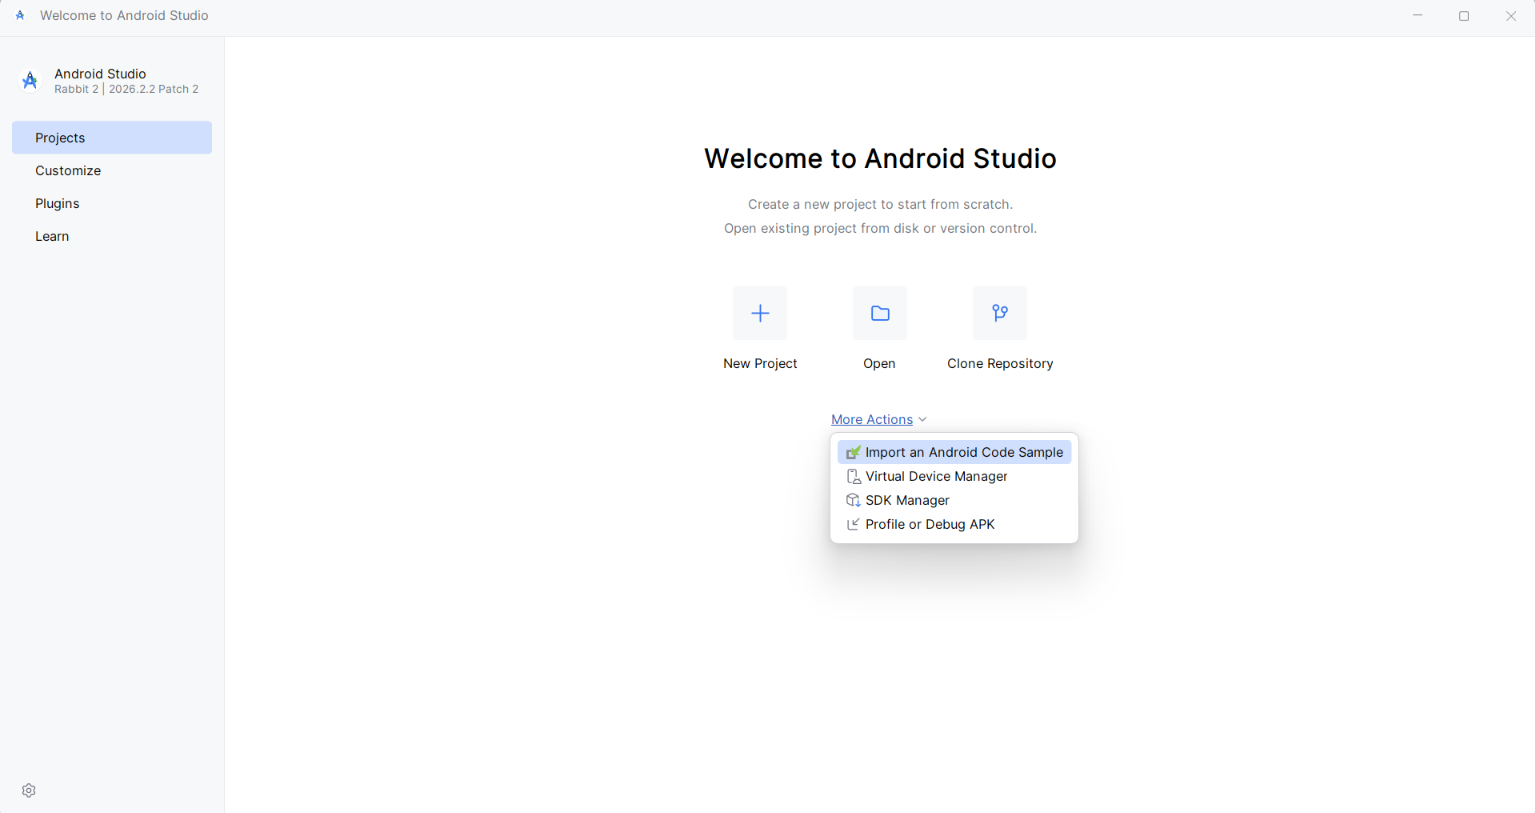 Welcome to Android Studio
Android Studio
Rabbit 2 | 2026.2.2 Patch 2
Projects
Customize
Plugins
Learn
Welcome to Android Studio
Create a new project to start from scratch.
Open existing project from disk or version control.
New Project
Open
Clone Repository
More Actions
Import an Android Code Sample
Virtual Device Manager
SDK Manager
Profile or Debug APK